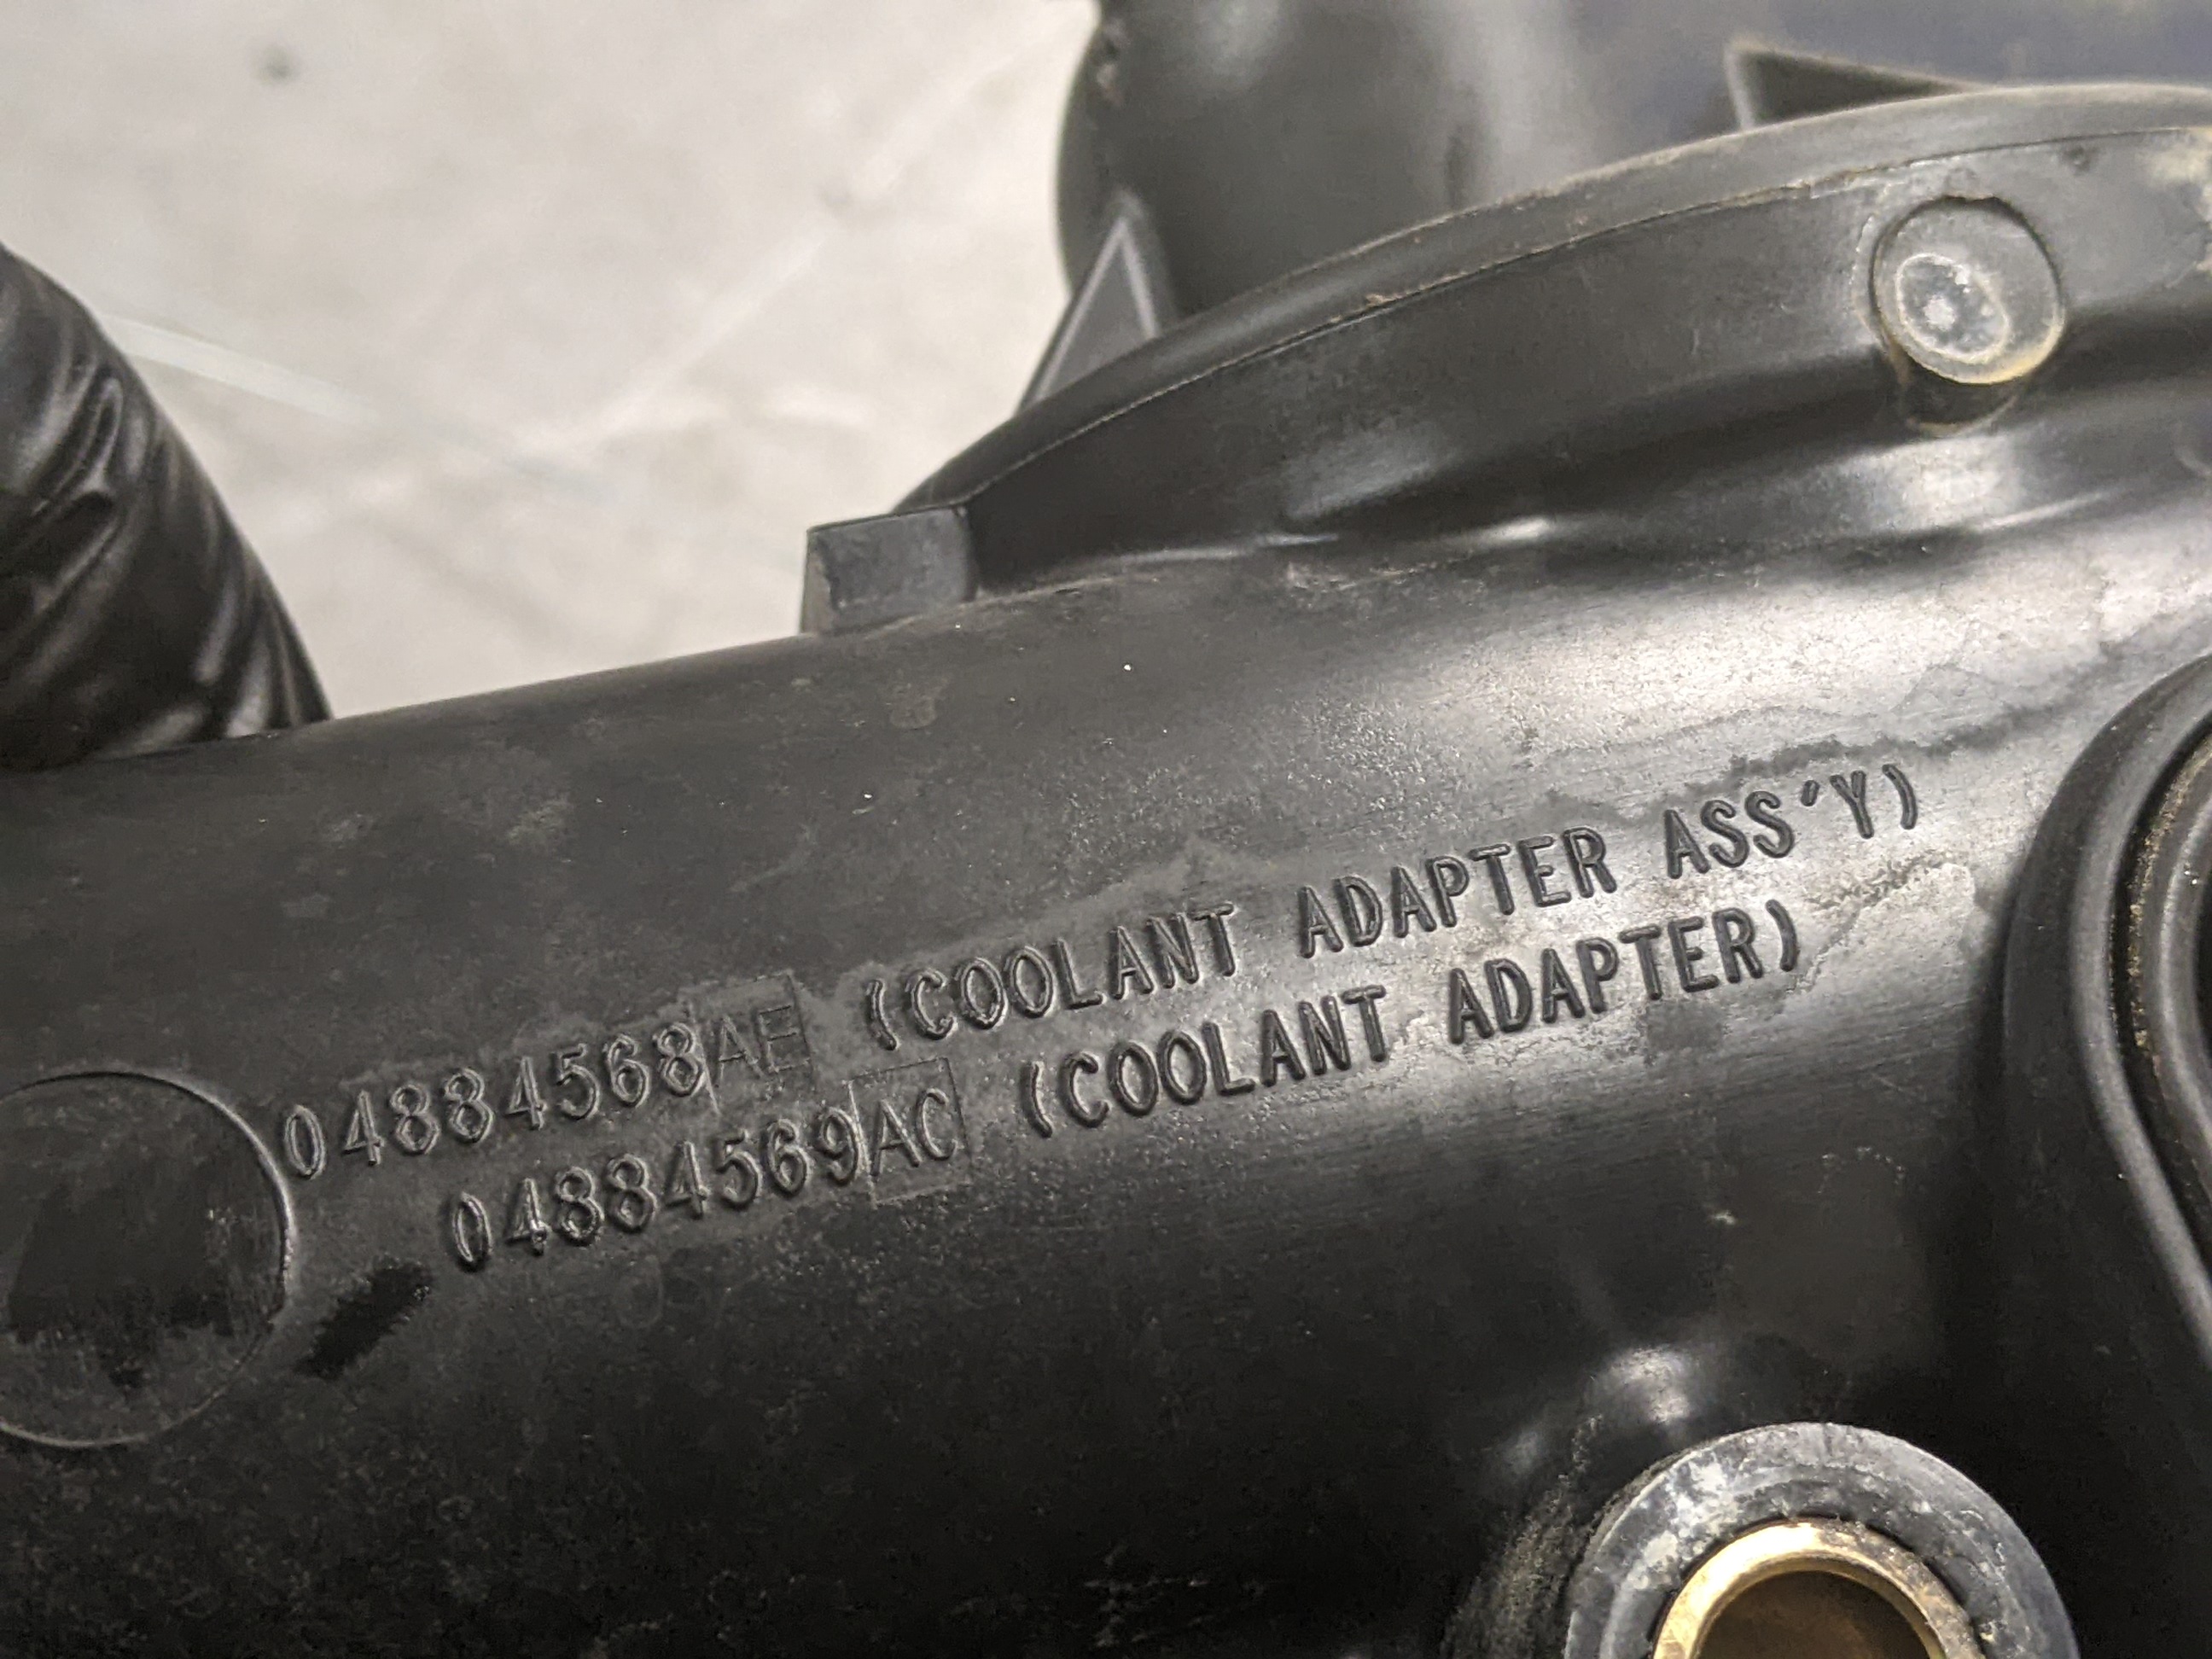 04884568AE (COOLANT ADAPTER ASS'Y)
04884569AC (COOLANT ADAPTER)